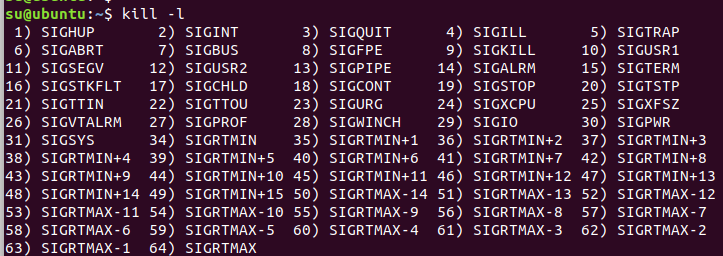 su@ubuntu:~$ kill -l
 1) SIGHUP       2) SIGINT       3) SIGQUIT      4) SIGILL       5) SIGTRAP
 6) SIGABRT      7) SIGBUS       8) SIGFPE       9) SIGKILL     10) SIGUSR1
11) SIGSEGV     12) SIGUSR2     13) SIGPIPE     14) SIGALRM     15) SIGTERM
16) SIGSTKFLT   17) SIGCHLD     18) SIGCONT     19) SIGSTOP     20) SIGTSTP
21) SIGTTIN     22) SIGTTOU     23) SIGURG      24) SIGXCPU     25) SIGXFSZ
26) SIGVTALRM   27) SIGPROF     28) SIGWINCH    29) SIGIO       30) SIGPWR
31) SIGSYS      34) SIGRTMIN    35) SIGRTMIN+1  36) SIGRTMIN+2  37) SIGRTMIN+3
38) SIGRTMIN+4  39) SIGRTMIN+5  40) SIGRTMIN+6  41) SIGRTMIN+7  42) SIGRTMIN+8
43) SIGRTMIN+9  44) SIGRTMIN+10 45) SIGRTMIN+11 46) SIGRTMIN+12 47) SIGRTMIN+13
48) SIGRTMIN+14 49) SIGRTMIN+15 50) SIGRTMAX-14 51) SIGRTMAX-13 52) SIGRTMAX-12
53) SIGRTMAX-11 54) SIGRTMAX-10 55) SIGRTMAX-9  56) SIGRTMAX-8  57) SIGRTMAX-7
58) SIGRTMAX-6  59) SIGRTMAX-5  60) SIGRTMAX-4  61) SIGRTMAX-3  62) SIGRTMAX-2
63) SIGRTMAX-1  64) SIGRTMAX